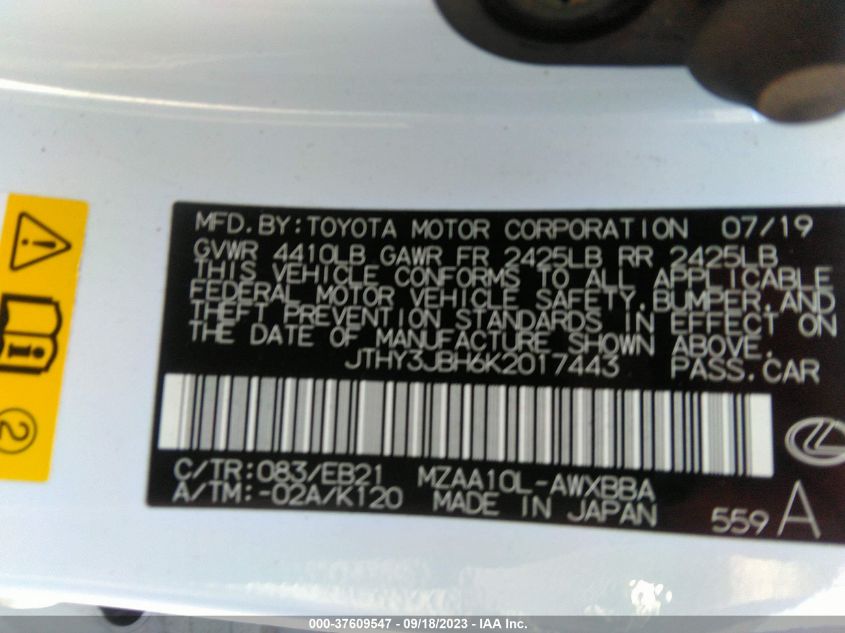 MFD. BY: TOYOTA MOTOR CORPORATION 07/19
GVWR 4410LB GAWR FR 2425LB RR 2425LB
THIS VEHICLE CONFORMS TO ALL APPLICABLE
FEDERAL MOTOR VEHICLE SAFETY, BUMPER, AND
THEFT PREVENTION STANDARDS IN EFFECT ON
THE DATE OF MANUFACTURE SHOWN ABOVE.
JTHY3JBH6K2017443 PASS. CAR
C/TR: 083/EB21 MZAA10L-AWXBBA
A/TM: -02A/K120 MADE IN JAPAN 559 A
2
000-37609547 - 09/18/2023 - IAA Inc.